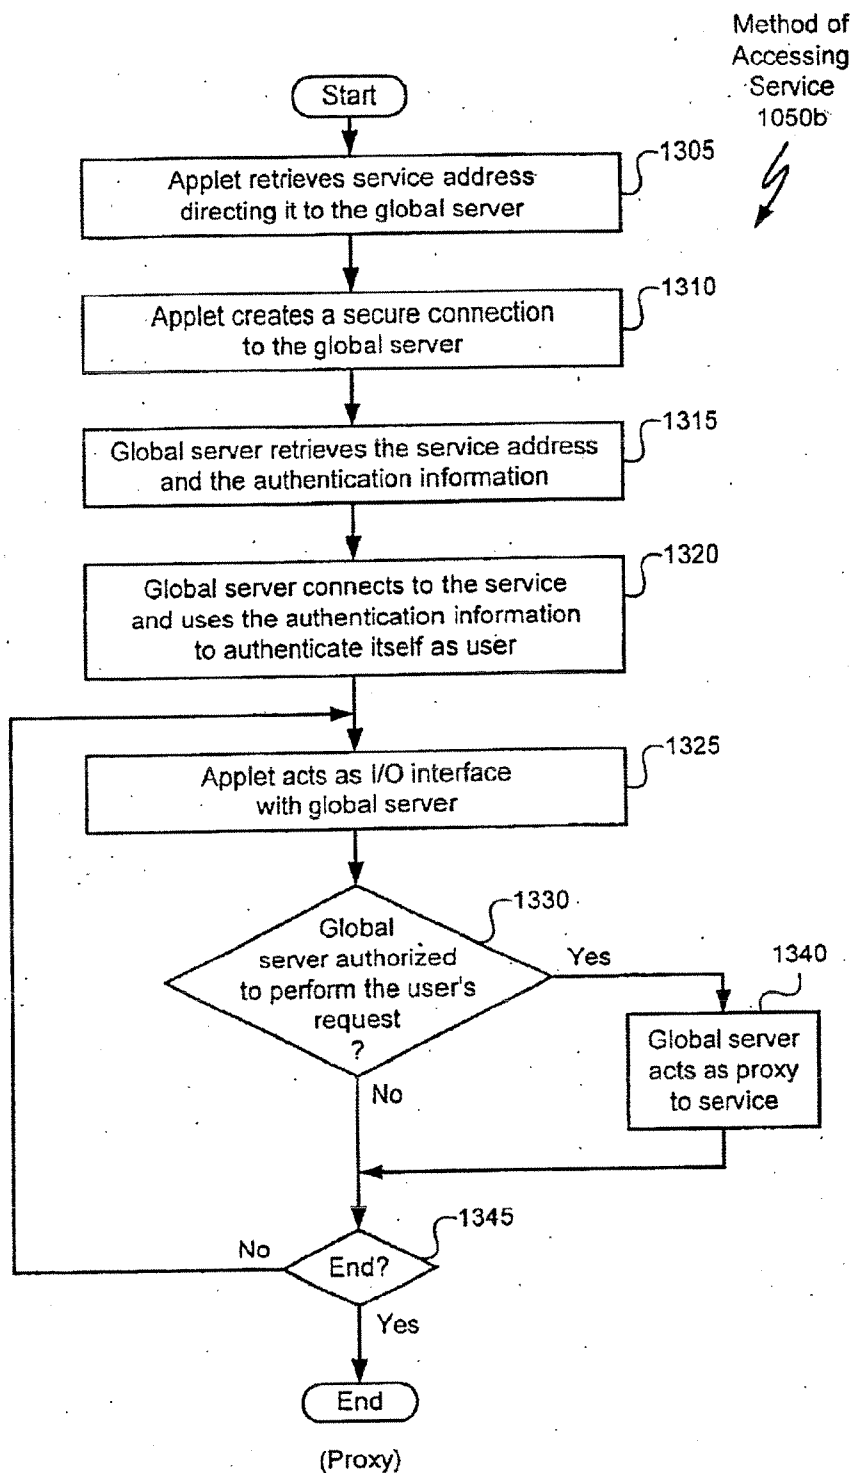 Method of
Accessing
Service
1050b
Start
1305
Applet retrieves service address
directing it to the global server
1310
Applet creates a secure connection
to the global server
1315
Global server retrieves the service address
and the authentication information
1320
Global server connects to the service
and uses the authentication information
to authenticate itself as user
1325
Applet acts as I/O interface
with global server
1330
Global
server authorized
to perform the user's
request
?
Yes
1340
Global server
acts as proxy
to service
No
1345
No
End?
Yes
End
(Proxy)